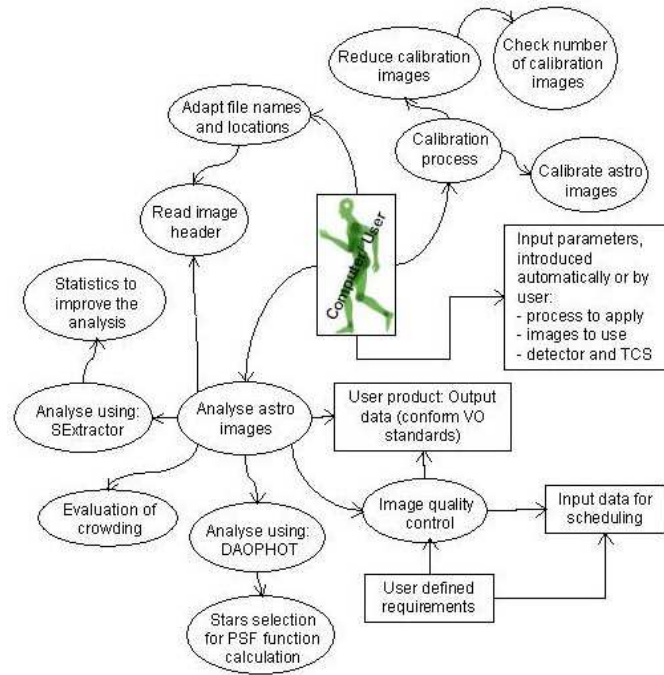 Reduce calibration
images
Check number
of calibration
images
Adapt file names
and locations
Calibration
process
Calibrate astro
images
Read image
header
Computer/User
Input parameters,
introduced
automatically or by
user:
- process to apply
- images to use
- detector and TCS
Statistics to
improve the
analysis
Analyse using:
SExtractor
Analyse astro
images
User product: Output
data (conform VO
standards)
Evaluation of
crowding
Analyse using:
DAOPHOT
Image quality
control
Input data for
scheduling
User defined
requirements
Stars selection
for PSF function
calculation